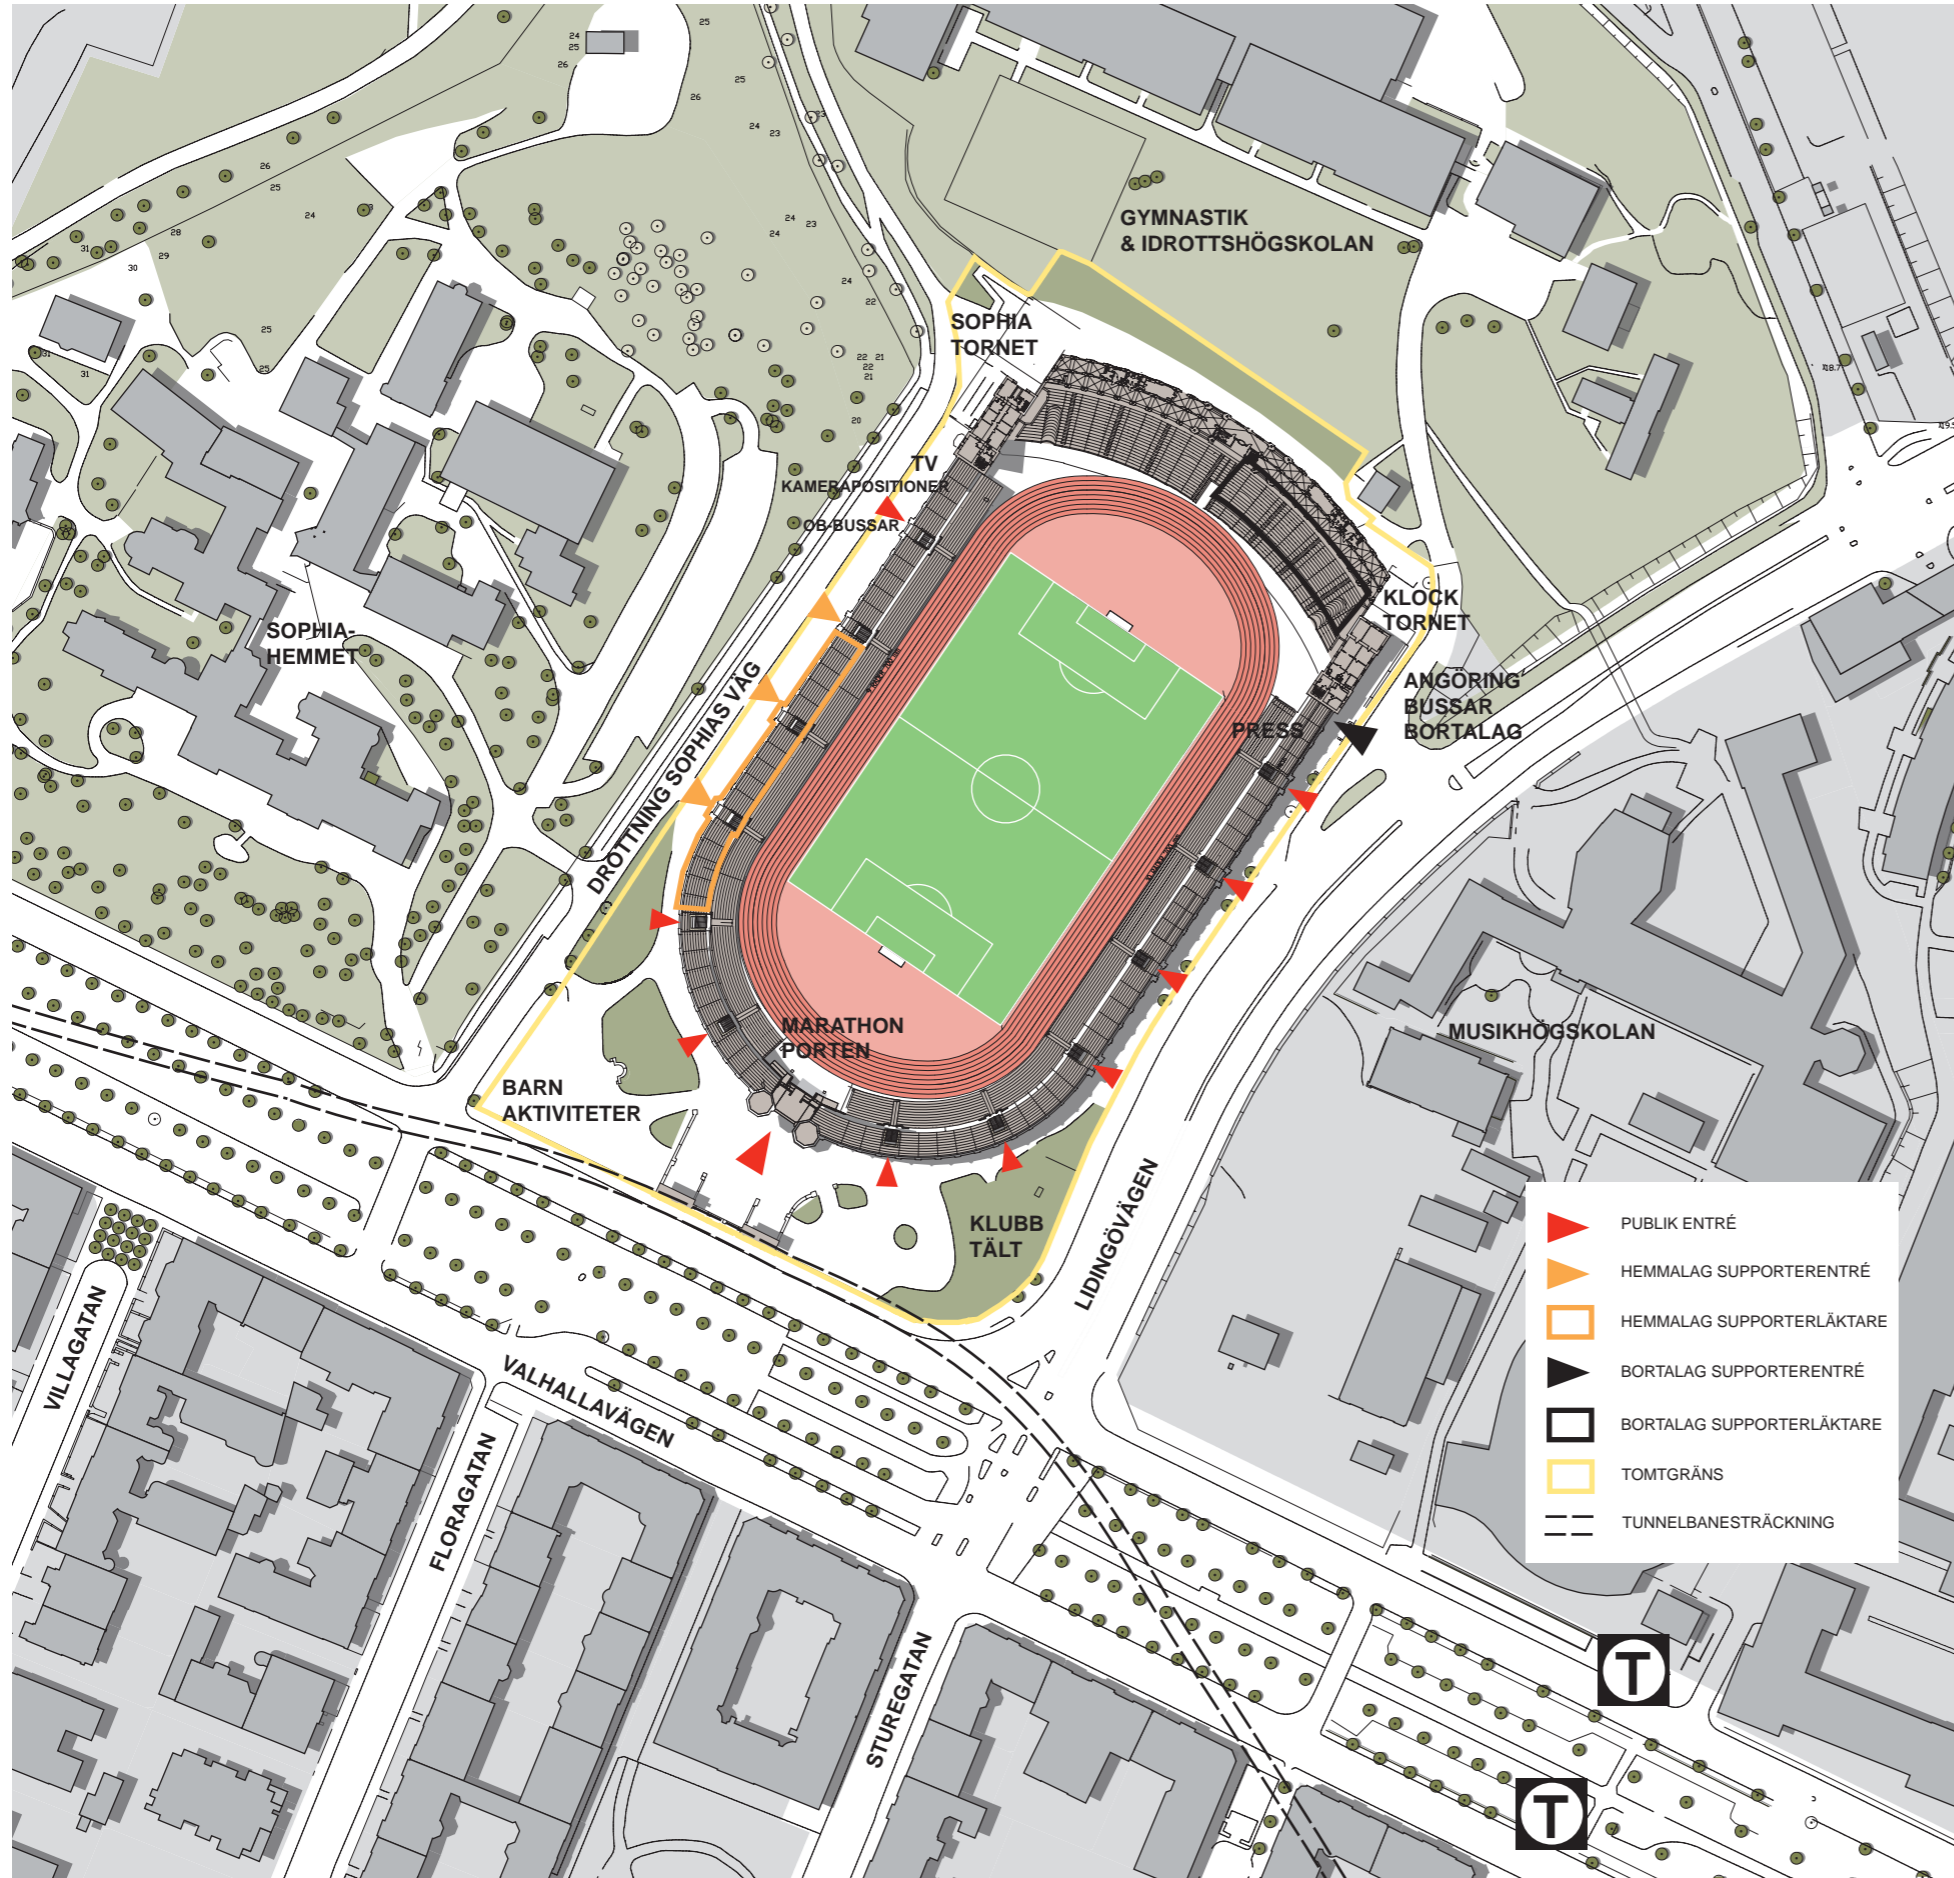 GYMNASTIK
& IDROTTSHÖGSKOLAN
SOPHIA
TORNET
TV
KAMERAPOSITIONER
OB-BUSSAR
KLOCK
TORNET
SOPHIA-
HEMMET
DROTTNING SOPHIAS VÄG
ANGÖRING
BUSSAR
BORTALAG
PRESS
MARATHON
PORTEN
MUSIKHÖGSKOLAN
BARN
AKTIVITETER
KLUBB
TÄLT
LIDINGÖVÄGEN
VILLAGATAN
VALHALLAVÄGEN
FLORAGATAN
STUREGATAN
PUBLIK ENTRÉ
HEMMALAG SUPPORTERENTRÉ
HEMMALAG SUPPORTERLÄKTARE
BORTALAG SUPPORTERENTRÉ
BORTALAG SUPPORTERLÄKTARE
TOMTGRÄNS
TUNNELBANESTRÄCKNING
T
T